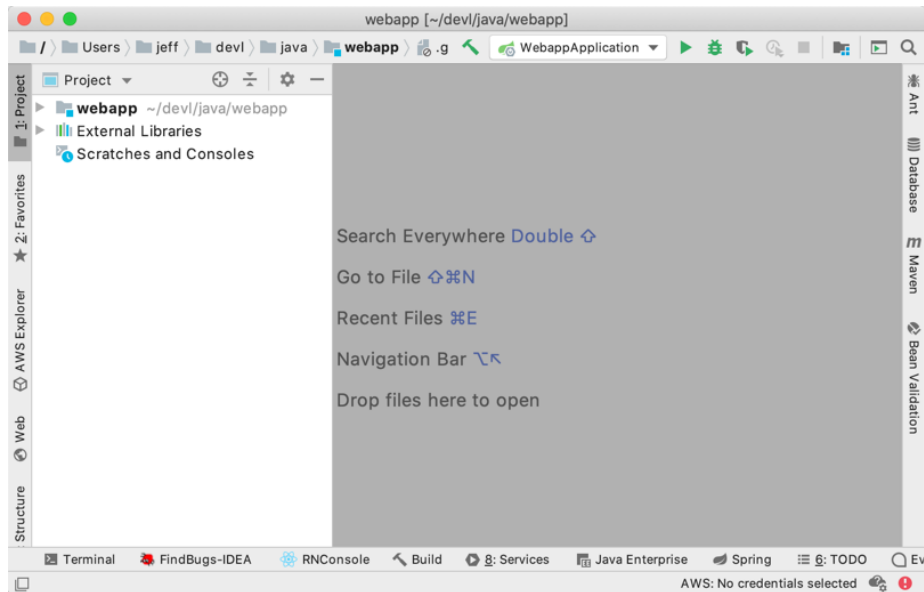 webapp [~/devl/java/webapp]
/ Users jeff devl java webapp .g WebappApplication
Project
webapp ~/devl/java/webapp
External Libraries
Scratches and Consoles
Search Everywhere Double ⇧
Go to File ⇧⌘N
Recent Files ⌘E
Navigation Bar ⌥↖
Drop files here to open
1: Project
2: Favorites
AWS Explorer
Web
Structure
Ant
Database
m Maven
Bean Validation
Terminal FindBugs-IDEA RNConsole Build 8: Services Java Enterprise Spring 6: TODO Ev
AWS: No credentials selected